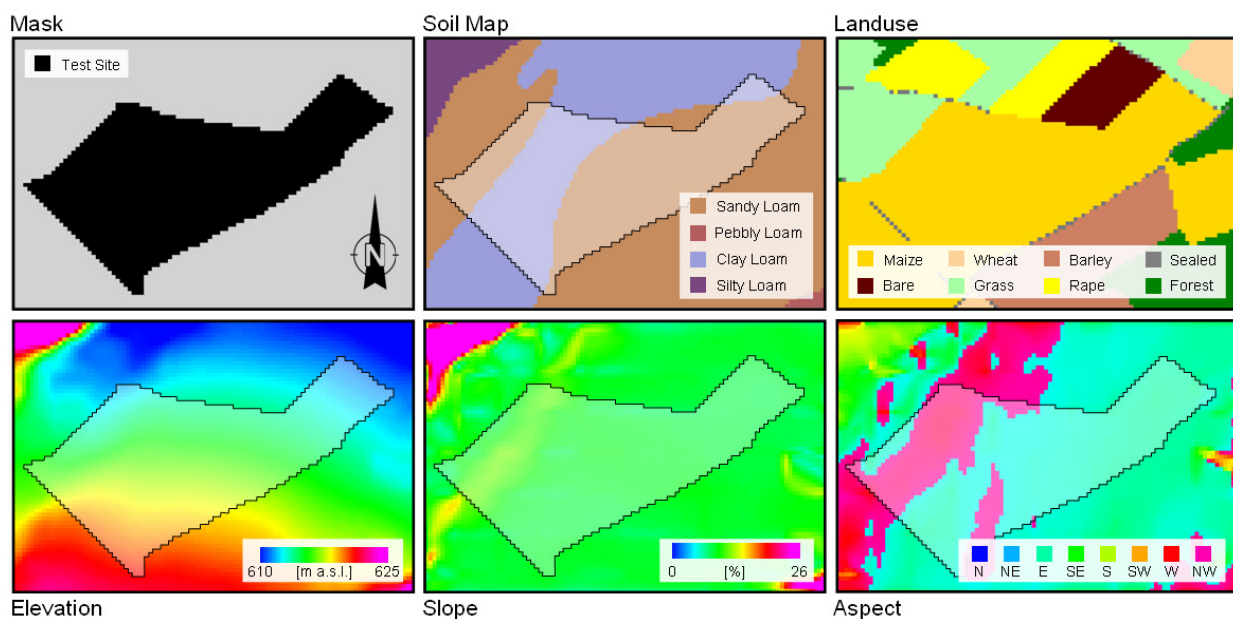 Mask
Soil Map
Landuse
Test Site
N
Sandy Loam
Pebbly Loam
Clay Loam
Silty Loam
Maize Wheat Barley Sealed
Bare Grass Rape Forest
610 [m a.s.l.] 625
0 [%] 26
N NE E SE S SW W NW
Elevation
Slope
Aspect